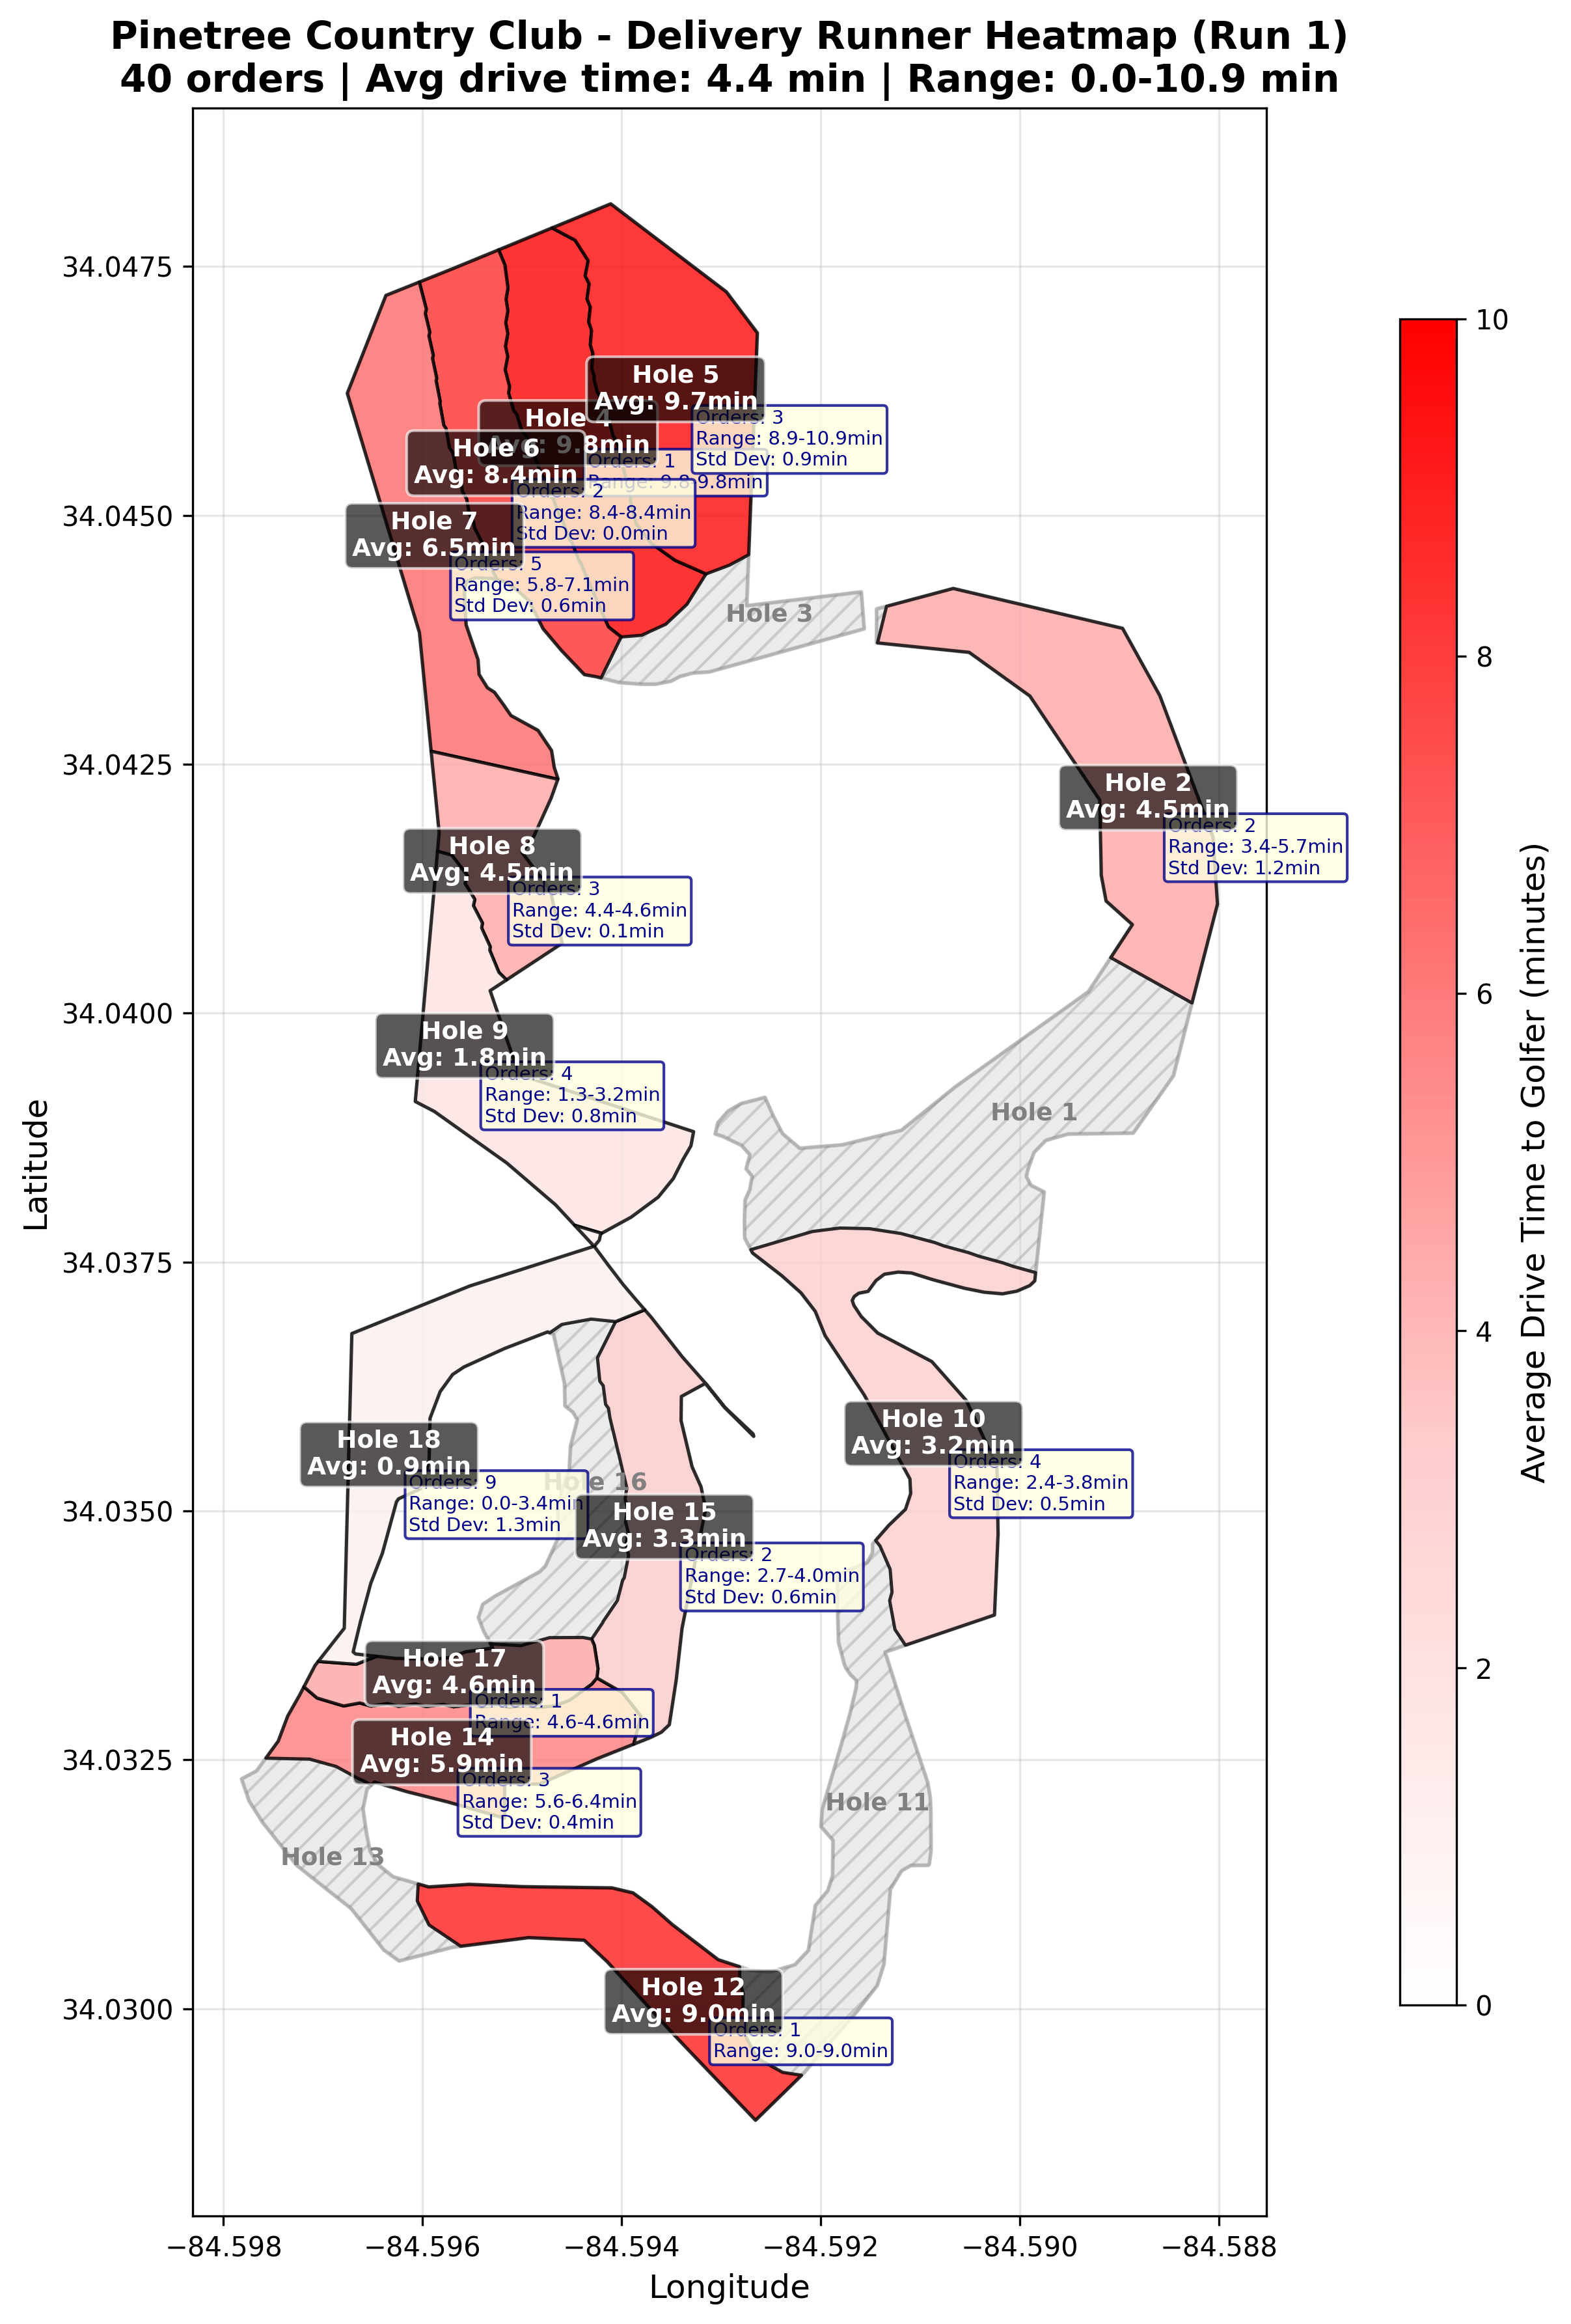 Pinetree Country Club - Delivery Runner Heatmap (Run 1)
40 orders | Avg drive time: 4.4 min | Range: 0.0-10.9 min
34.0475
34.0450
34.0425
34.0400
34.0375
34.0350
34.0325
34.0300
Latitude
−84.598
−84.596
−84.594
−84.592
−84.590
−84.588
Longitude
Hole 5
Avg: 9.7min
Orders: 3
Range: 8.9-10.9min
Std Dev: 0.9min
Hole 4
Avg: 9.8min
Orders: 1
Range: 9.8-9.8min
Hole 6
Avg: 8.4min
Orders: 2
Range: 8.4-8.4min
Std Dev: 0.0min
Hole 7
Avg: 6.5min
Orders: 5
Range: 5.8-7.1min
Std Dev: 0.6min
Hole 3
Hole 2
Avg: 4.5min
Orders: 2
Range: 3.4-5.7min
Std Dev: 1.2min
Hole 8
Avg: 4.5min
Orders: 3
Range: 4.4-4.6min
Std Dev: 0.1min
Hole 9
Avg: 1.8min
Orders: 4
Range: 1.3-3.2min
Std Dev: 0.8min
Hole 1
Hole 10
Avg: 3.2min
Orders: 4
Range: 2.4-3.8min
Std Dev: 0.5min
Hole 18
Avg: 0.9min
Orders: 9
Range: 0.0-3.4min
Std Dev: 1.3min
Hole 16
Hole 15
Avg: 3.3min
Orders: 2
Range: 2.7-4.0min
Std Dev: 0.6min
Hole 17
Avg: 4.6min
Orders: 1
Range: 4.6-4.6min
Hole 14
Avg: 5.9min
Orders: 3
Range: 5.6-6.4min
Std Dev: 0.4min
Hole 11
Hole 13
Hole 12
Avg: 9.0min
Orders: 1
Range: 9.0-9.0min
10
8
6
4
2
0
Average Drive Time to Golfer (minutes)